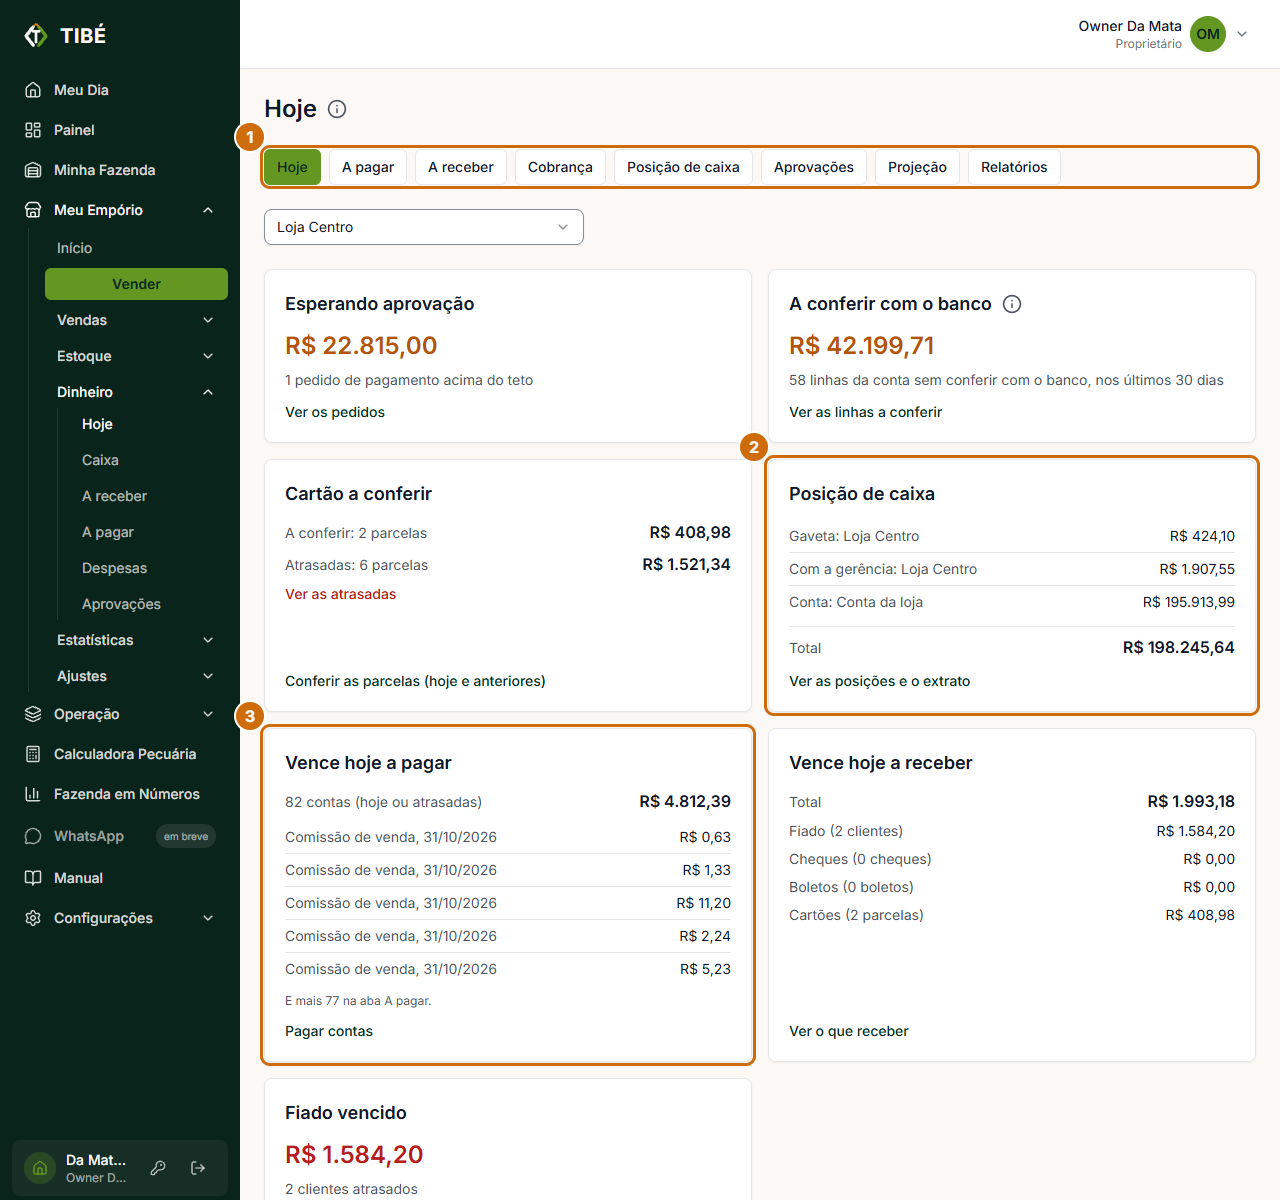 TIBÉ
Meu Dia
Painel
Minha Fazenda
Meu Empório
Início
Vender
Vendas
Estoque
Dinheiro
Hoje
Caixa
A receber
A pagar
Despesas
Aprovações
Estatísticas
Ajustes
Operação
Calculadora Pecuária
Fazenda em Números
WhatsApp em breve
Manual
Configurações
Da Mat...
Owner D...
Owner Da Mata
Proprietário
OM
Hoje
1
Hoje A pagar A receber Cobrança Posição de caixa Aprovações Projeção Relatórios
Loja Centro
Esperando aprovação
R$ 22.815,00
1 pedido de pagamento acima do teto
Ver os pedidos
A conferir com o banco
R$ 42.199,71
58 linhas da conta sem conferir com o banco, nos últimos 30 dias
Ver as linhas a conferir
Cartão a conferir
A conferir: 2 parcelas R$ 408,98
Atrasadas: 6 parcelas R$ 1.521,34
Ver as atrasadas
Conferir as parcelas (hoje e anteriores)
2
Posição de caixa
Gaveta: Loja Centro R$ 424,10
Com a gerência: Loja Centro R$ 1.907,55
Conta: Conta da loja R$ 195.913,99
Total R$ 198.245,64
Ver as posições e o extrato
3
Vence hoje a pagar
82 contas (hoje ou atrasadas) R$ 4.812,39
Comissão de venda, 31/10/2026 R$ 0,63
Comissão de venda, 31/10/2026 R$ 1,33
Comissão de venda, 31/10/2026 R$ 11,20
Comissão de venda, 31/10/2026 R$ 2,24
Comissão de venda, 31/10/2026 R$ 5,23
E mais 77 na aba A pagar.
Pagar contas
Vence hoje a receber
Total R$ 1.993,18
Fiado (2 clientes) R$ 1.584,20
Cheques (0 cheques) R$ 0,00
Boletos (0 boletos) R$ 0,00
Cartões (2 parcelas) R$ 408,98
Ver o que receber
Fiado vencido
R$ 1.584,20
2 clientes atrasados